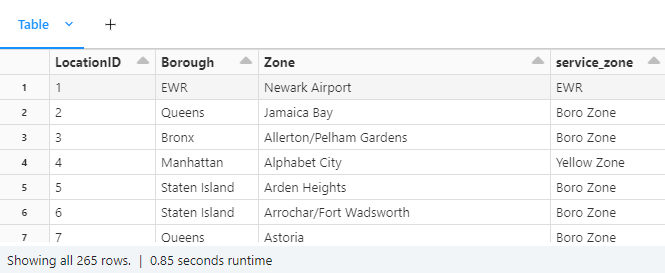 Table +
LocationID Borough Zone service_zone
1 1 EWR Newark Airport EWR
2 2 Queens Jamaica Bay Boro Zone
3 3 Bronx Allerton/Pelham Gardens Boro Zone
4 4 Manhattan Alphabet City Yellow Zone
5 5 Staten Island Arden Heights Boro Zone
6 6 Staten Island Arrochar/Fort Wadsworth Boro Zone
7 7 Queens Astoria Boro Zone
Showing all 265 rows. | 0.85 seconds runtime